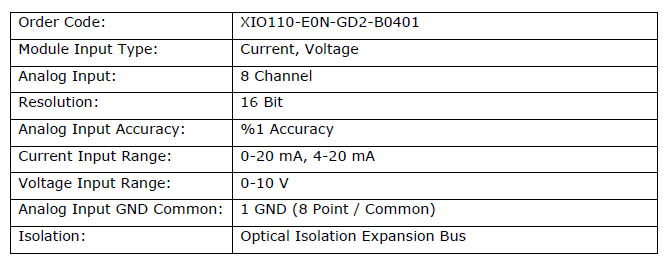 Order Code: XIO110-E0N-GD2-B0401
Module Input Type: Current, Voltage
Analog Input: 8 Channel
Resolution: 16 Bit
Analog Input Accuracy: %1 Accuracy
Current Input Range: 0-20 mA, 4-20 mA
Voltage Input Range: 0-10 V
Analog Input GND Common: 1 GND (8 Point / Common)
Isolation: Optical Isolation Expansion Bus